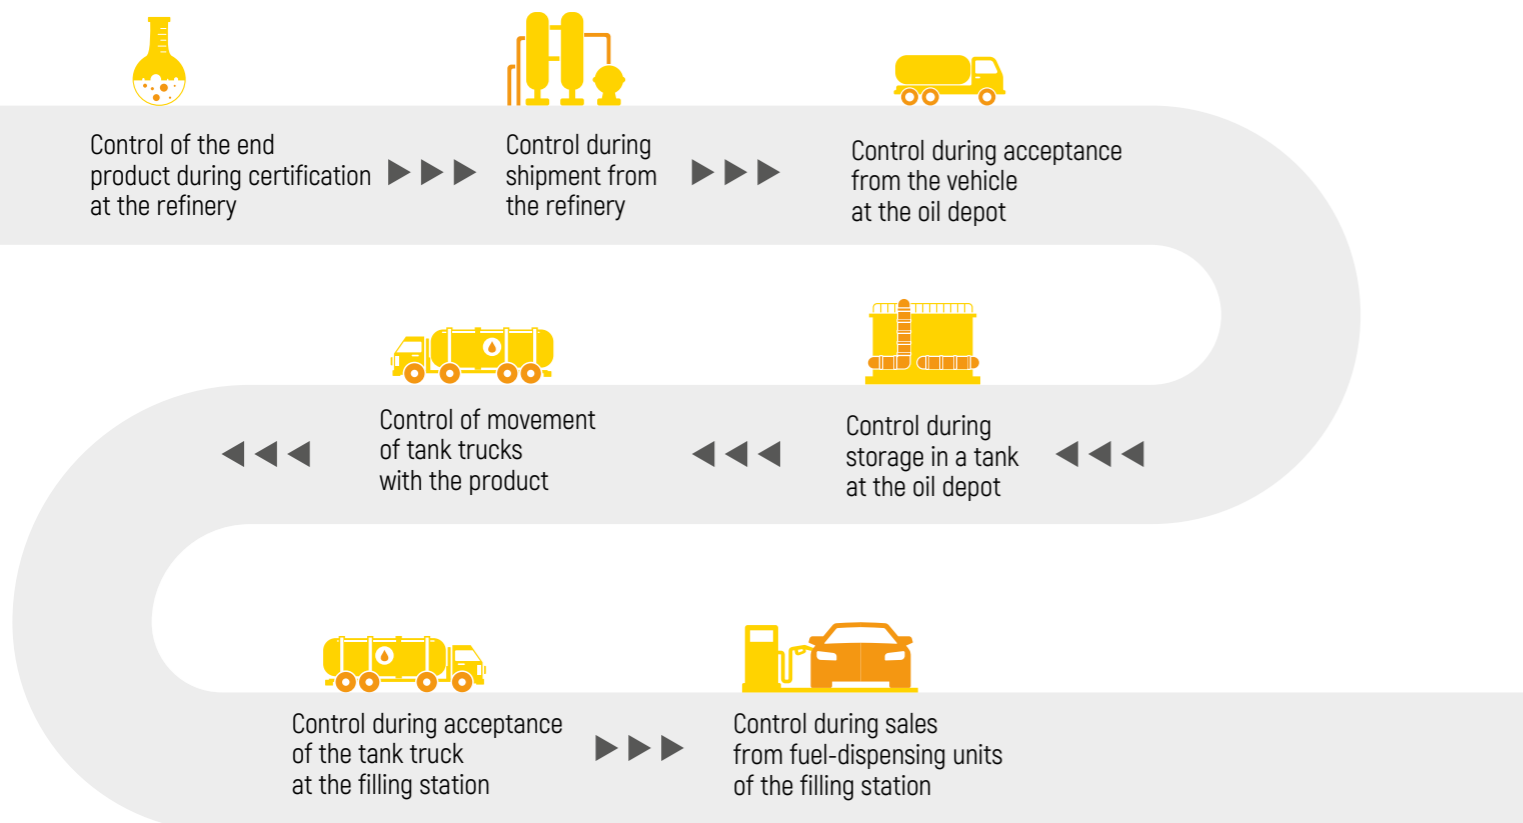 Control of the end
product during certification
at the refinery
Control during
shipment from
the refinery
Control during acceptance
from the vehicle
at the oil depot
Control during
storage in a tank
at the oil depot
Control of movement
of tank trucks
with the product
Control during acceptance
of the tank truck
at the filling station
Control during sales
from fuel-dispensing units
of the filling station